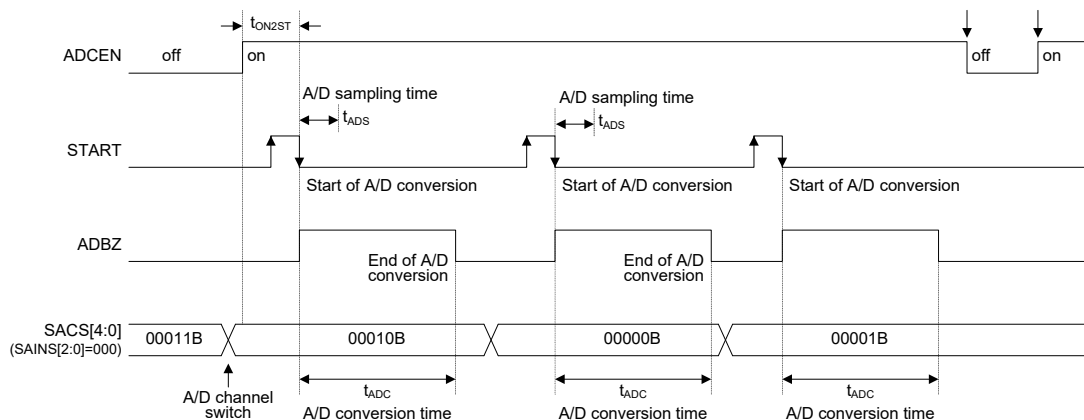 tON2ST
ADCEN
off
on
off
on
A/D sampling time
A/D sampling time
tADS
tADS
START
Start of A/D conversion
Start of A/D conversion
Start of A/D conversion
ADBZ
End of A/D
conversion
End of A/D
conversion
SACS[4:0]
(SAINS[2:0]=000)
00011B
00010B
00000B
00001B
A/D channel
switch
tADC
A/D conversion time
tADC
A/D conversion time
tADC
A/D conversion time